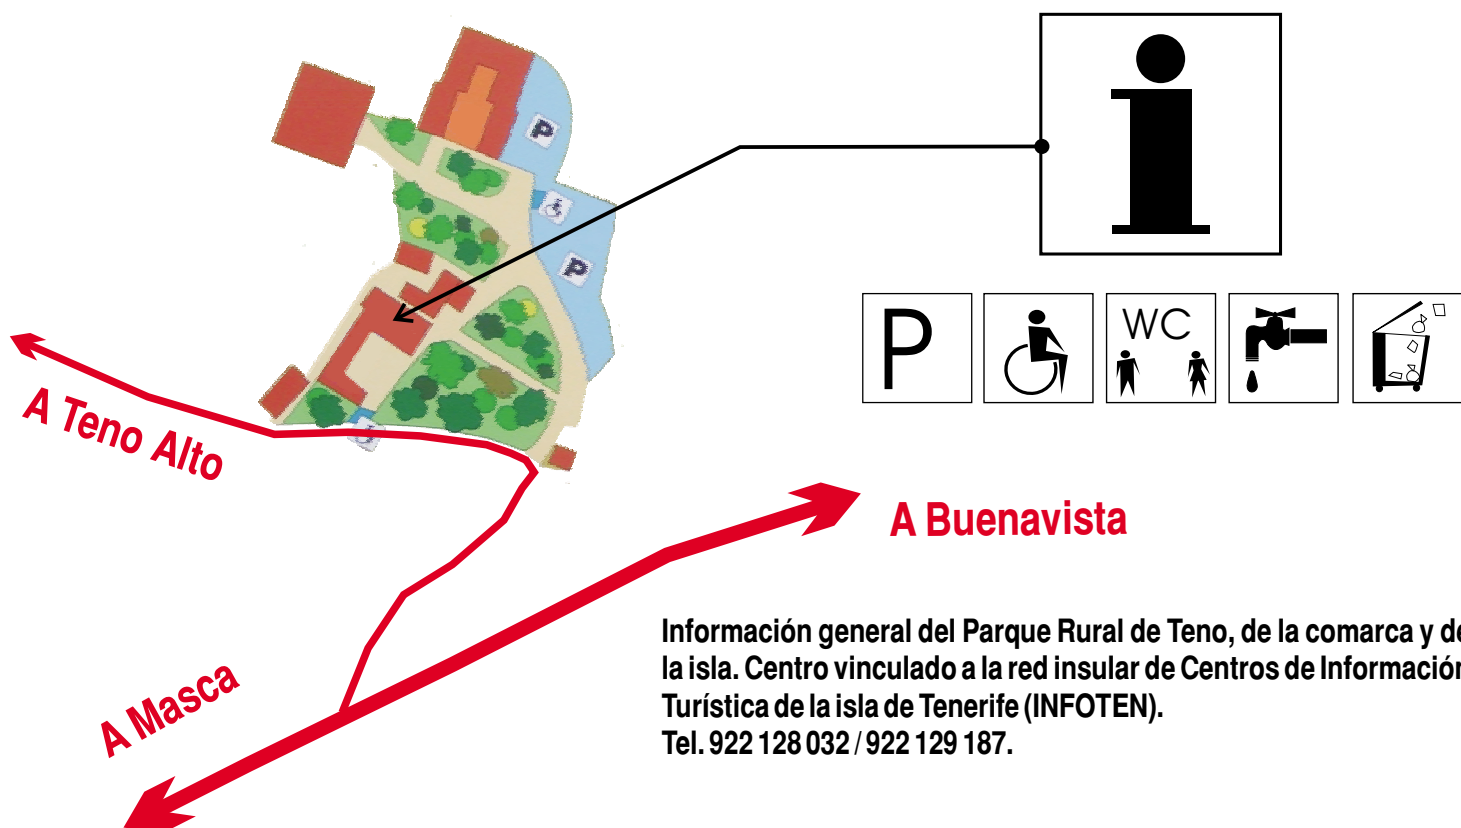 P
P
P
WC
A Teno Alto
A Buenavista
A Masca
Información general del Parque Rural de Teno, de la comarca y de
la isla. Centro vinculado a la red insular de Centros de Información
Turística de la isla de Tenerife (INFOTEN).
Tel. 922 128 032 / 922 129 187.